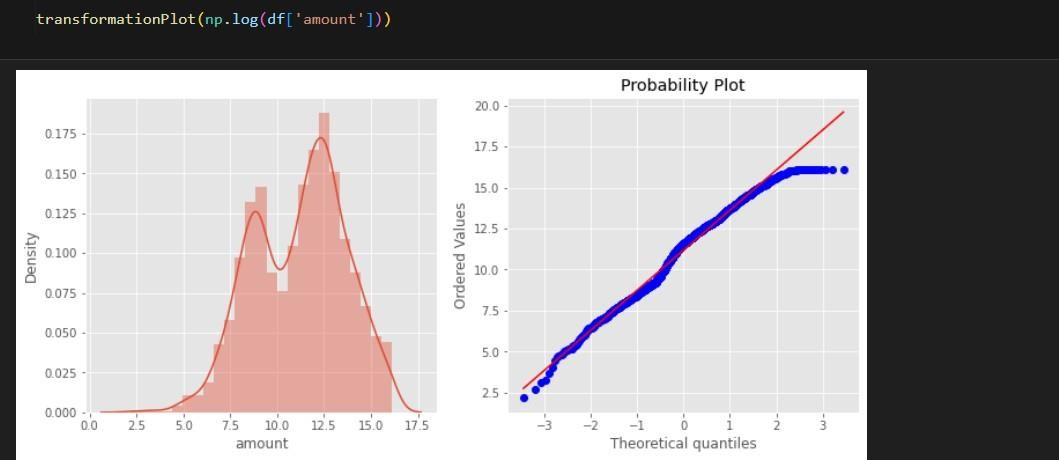 transformationPlot(np.log(df['amount']))
Probability Plot
0.175
0.150
0.125
0.100
0.075
0.050
0.025
0.000
Density
0.0 2.5 5.0 7.5 10.0 12.5 15.0 17.5
amount
20.0
17.5
15.0
12.5
10.0
7.5
5.0
2.5
Ordered Values
−3 −2 −1 0 1 2 3
Theoretical quantiles